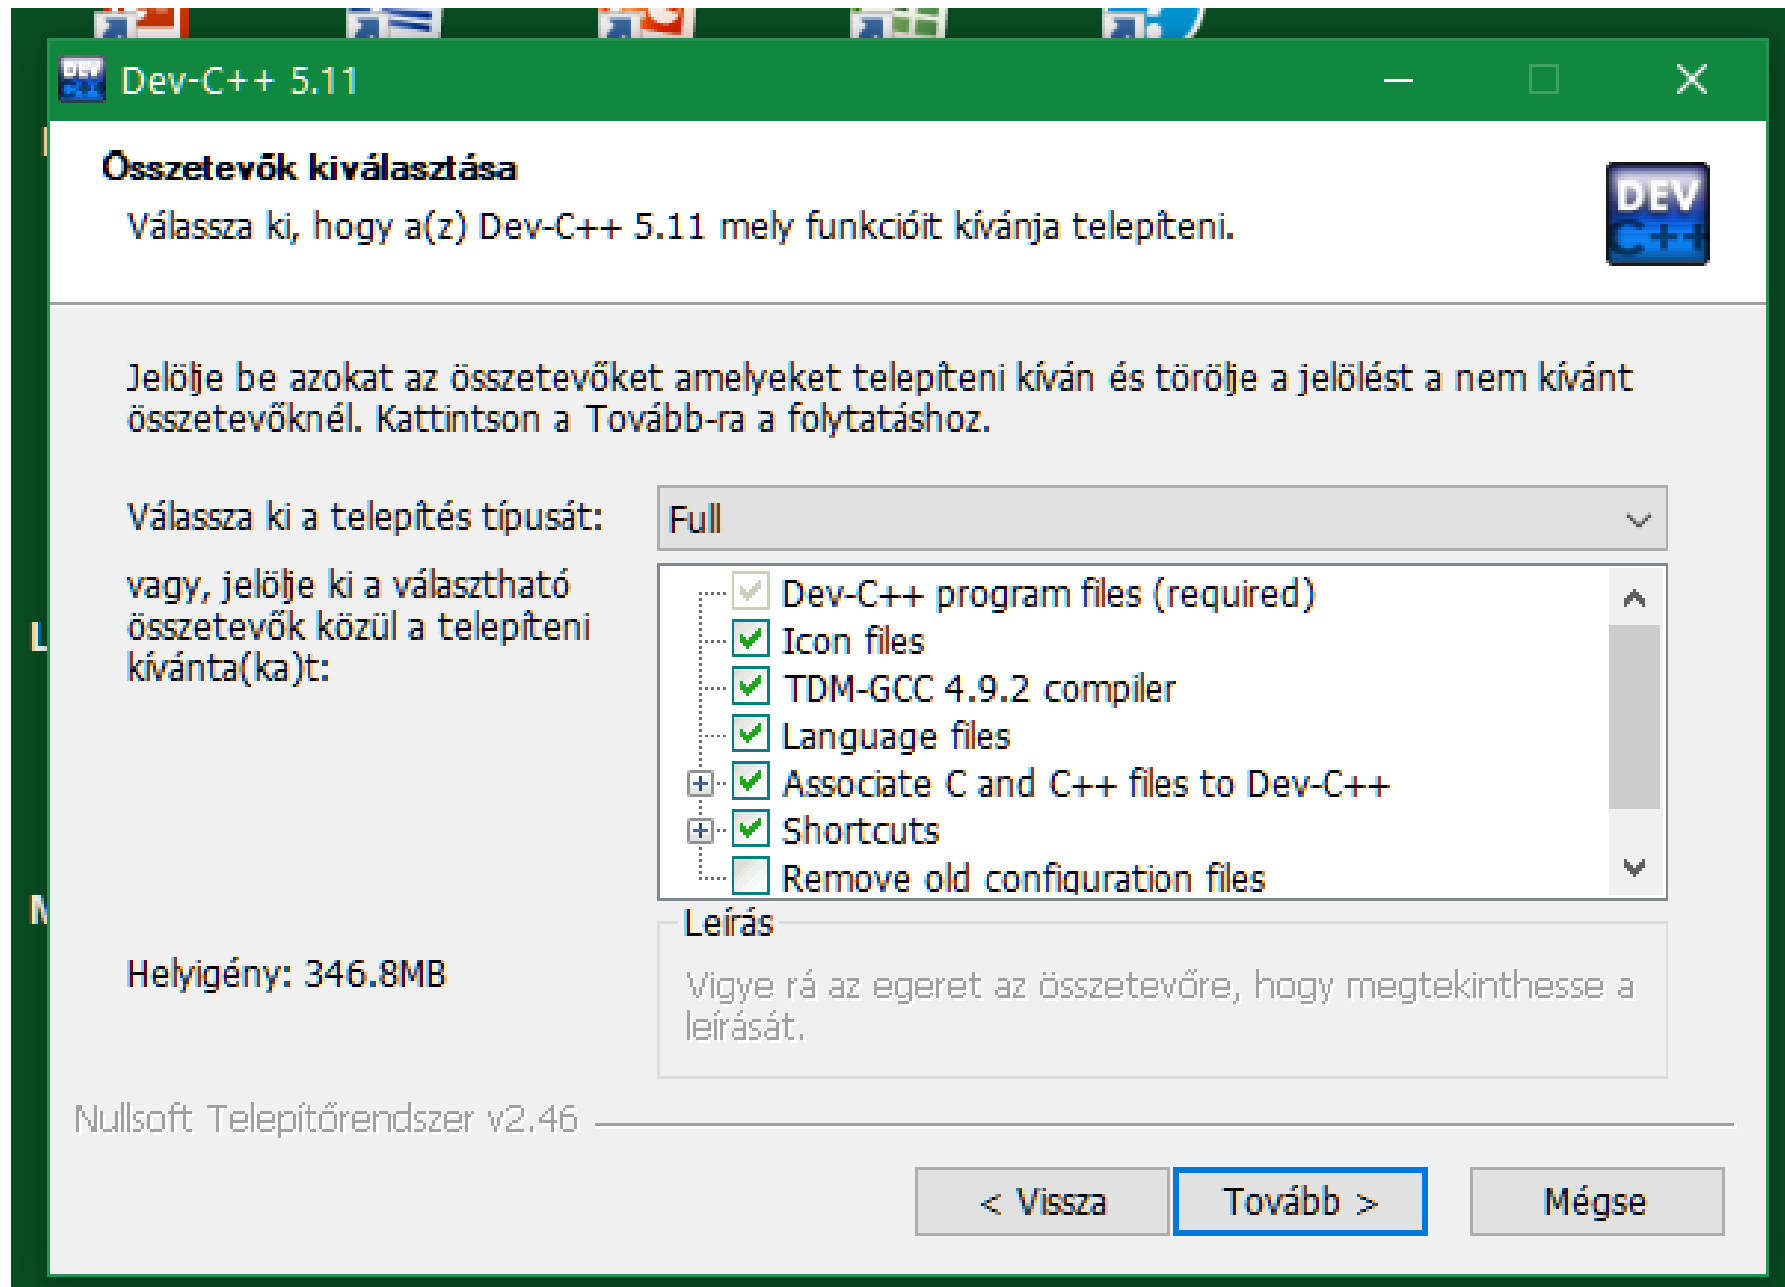 Dev-C++ 5.11
Összetevők kiválasztása
Válassza ki, hogy a(z) Dev-C++ 5.11 mely funkcióit kívánja telepíteni.
DEV
C++
Jelölje be azokat az összetevőket amelyeket telepíteni kíván és törölje a jelölést a nem kívánt
összetevőknél. Kattintson a Tovább-ra a folytatáshoz.
Válassza ki a telepítés típusát:
Full
vagy, jelölje ki a választható
összetevők közül a telepíteni
kívánta(ka)t:
Dev-C++ program files (required)
Icon files
TDM-GCC 4.9.2 compiler
Language files
Associate C and C++ files to Dev-C++
Shortcuts
Remove old configuration files
Helyigény: 346.8MB
Leírás
Vigye rá az egeret az összetevőre, hogy megtekinthesse a
leírását.
Nullsoft Telepítőrendszer v2.46
< Vissza
Tovább >
Mégse